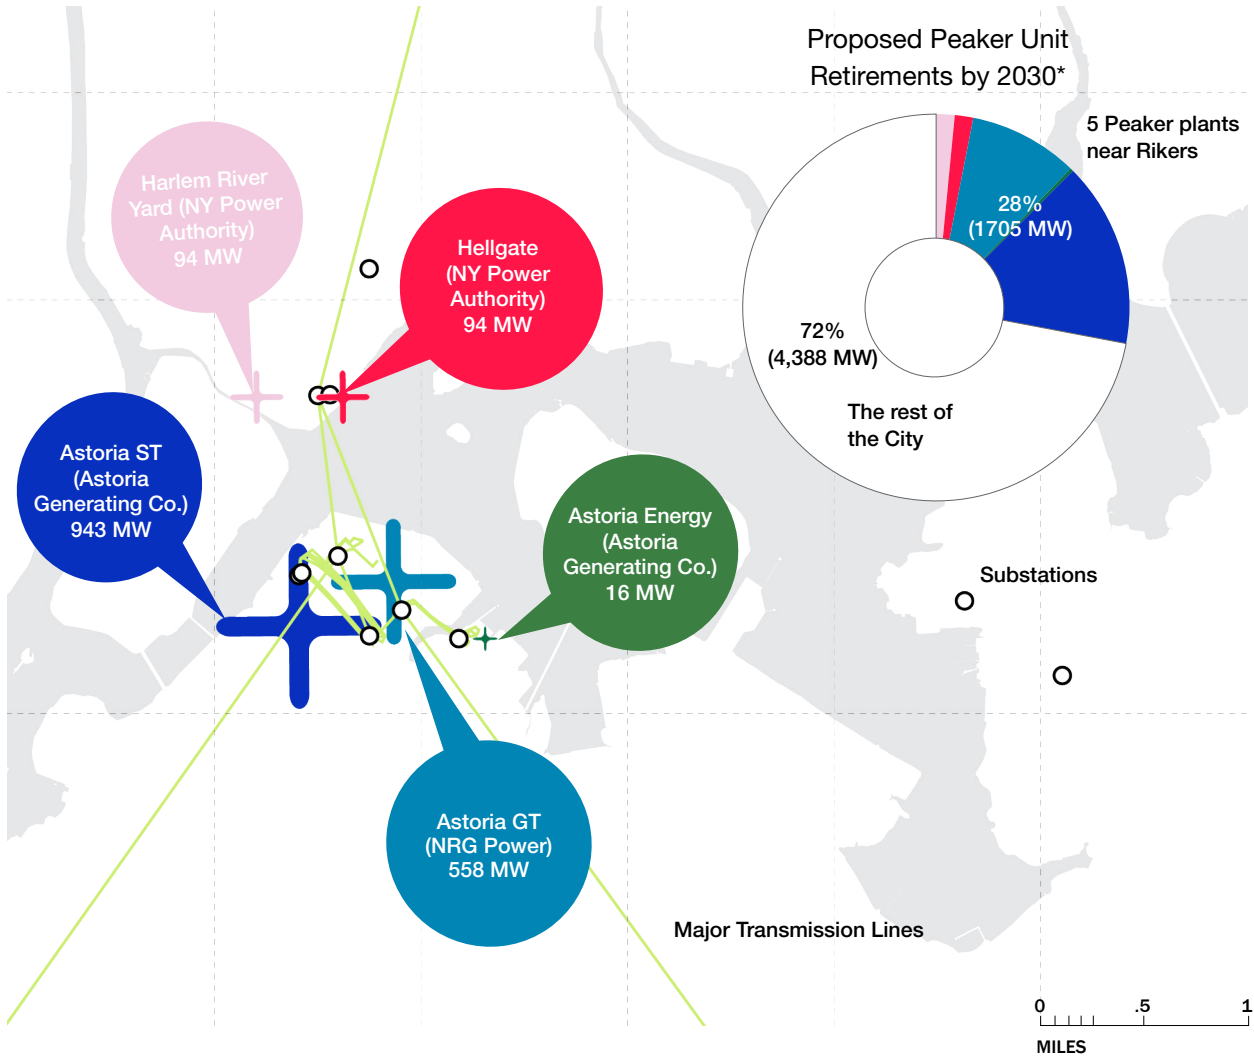 Proposed Peaker Unit
Retirements by 2030*
5 Peaker plants
near Rikers
28%
(1705 MW)
72%
(4,388 MW)
The rest of
the City
Harlem River
Yard (NY Power
Authority)
94 MW
Hellgate
(NY Power
Authority)
94 MW
Astoria ST
(Astoria
Generating Co.)
943 MW
Astoria Energy
(Astoria
Generating Co.)
16 MW
Substations
Astoria GT
(NRG Power)
558 MW
Major Transmission Lines
0 .5 1
MILES